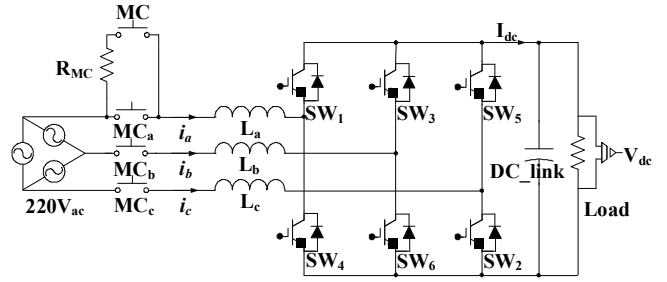 MC
R_MC
MC_a
MC_b
MC_c
220V_ac
i_a
i_b
i_c
L_a
L_b
L_c
I_dc
SW_1
SW_3
SW_5
SW_4
SW_6
SW_2
DC_link
V_dc
Load